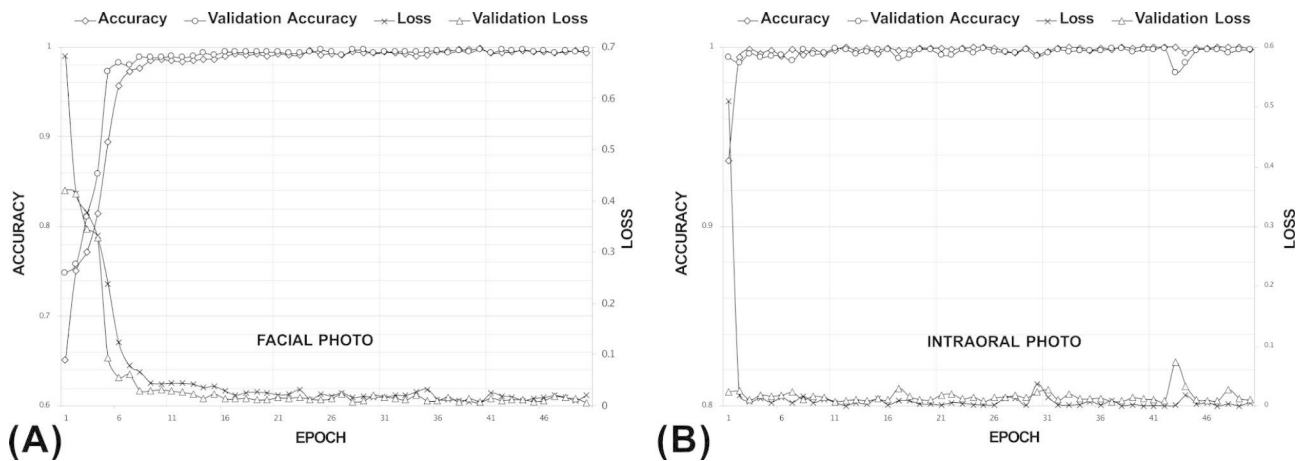 Accuracy Validation Accuracy Loss Validation Loss
1 0.7
0.6
0.9 0.5
0.4
0.8
0.3
0.7 0.2
0.1
0.6 0
ACCURACY
LOSS
FACIAL PHOTO
1 6 11 16 21 26 31 36 41 46
EPOCH
(A)
Accuracy Validation Accuracy Loss Validation Loss
1 0.6
0.5
0.4
0.9 0.3
0.2
0.1
0.8 0
ACCURACY
LOSS
INTRAORAL PHOTO
1 6 11 16 21 26 31 36 41 46
EPOCH
(B)